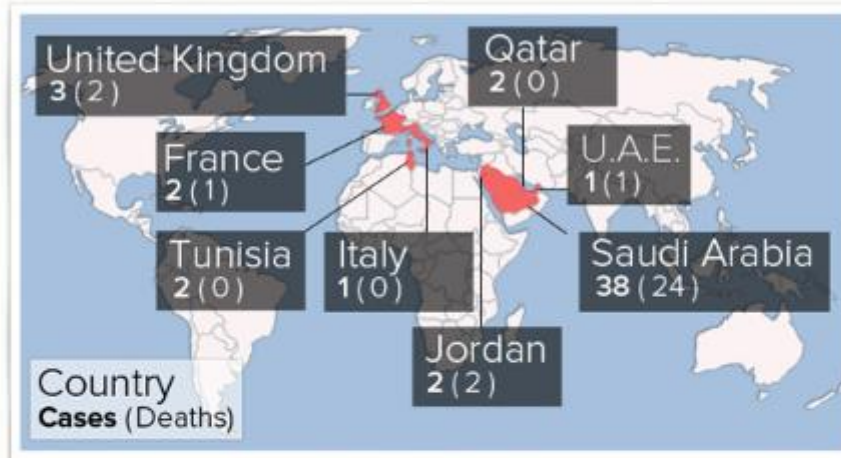 United Kingdom
3 (2)
Qatar
2 (0)
France
2 (1)
U.A.E.
1 (1)
Tunisia
2 (0)
Italy
1 (0)
Saudi Arabia
38 (24)
Jordan
2 (2)
Country
Cases (Deaths)